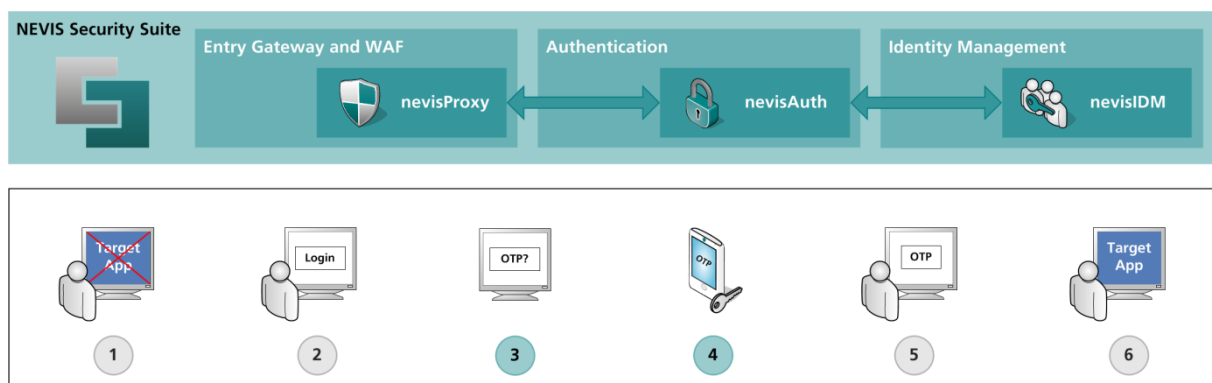 NEVIS Security Suite
Entry Gateway and WAF
Authentication
Identity Management
nevisProxy
nevisAuth
nevisIDM
Target
App
Login
OTP?
OTP
OTP
Target
App
1
2
3
4
5
6